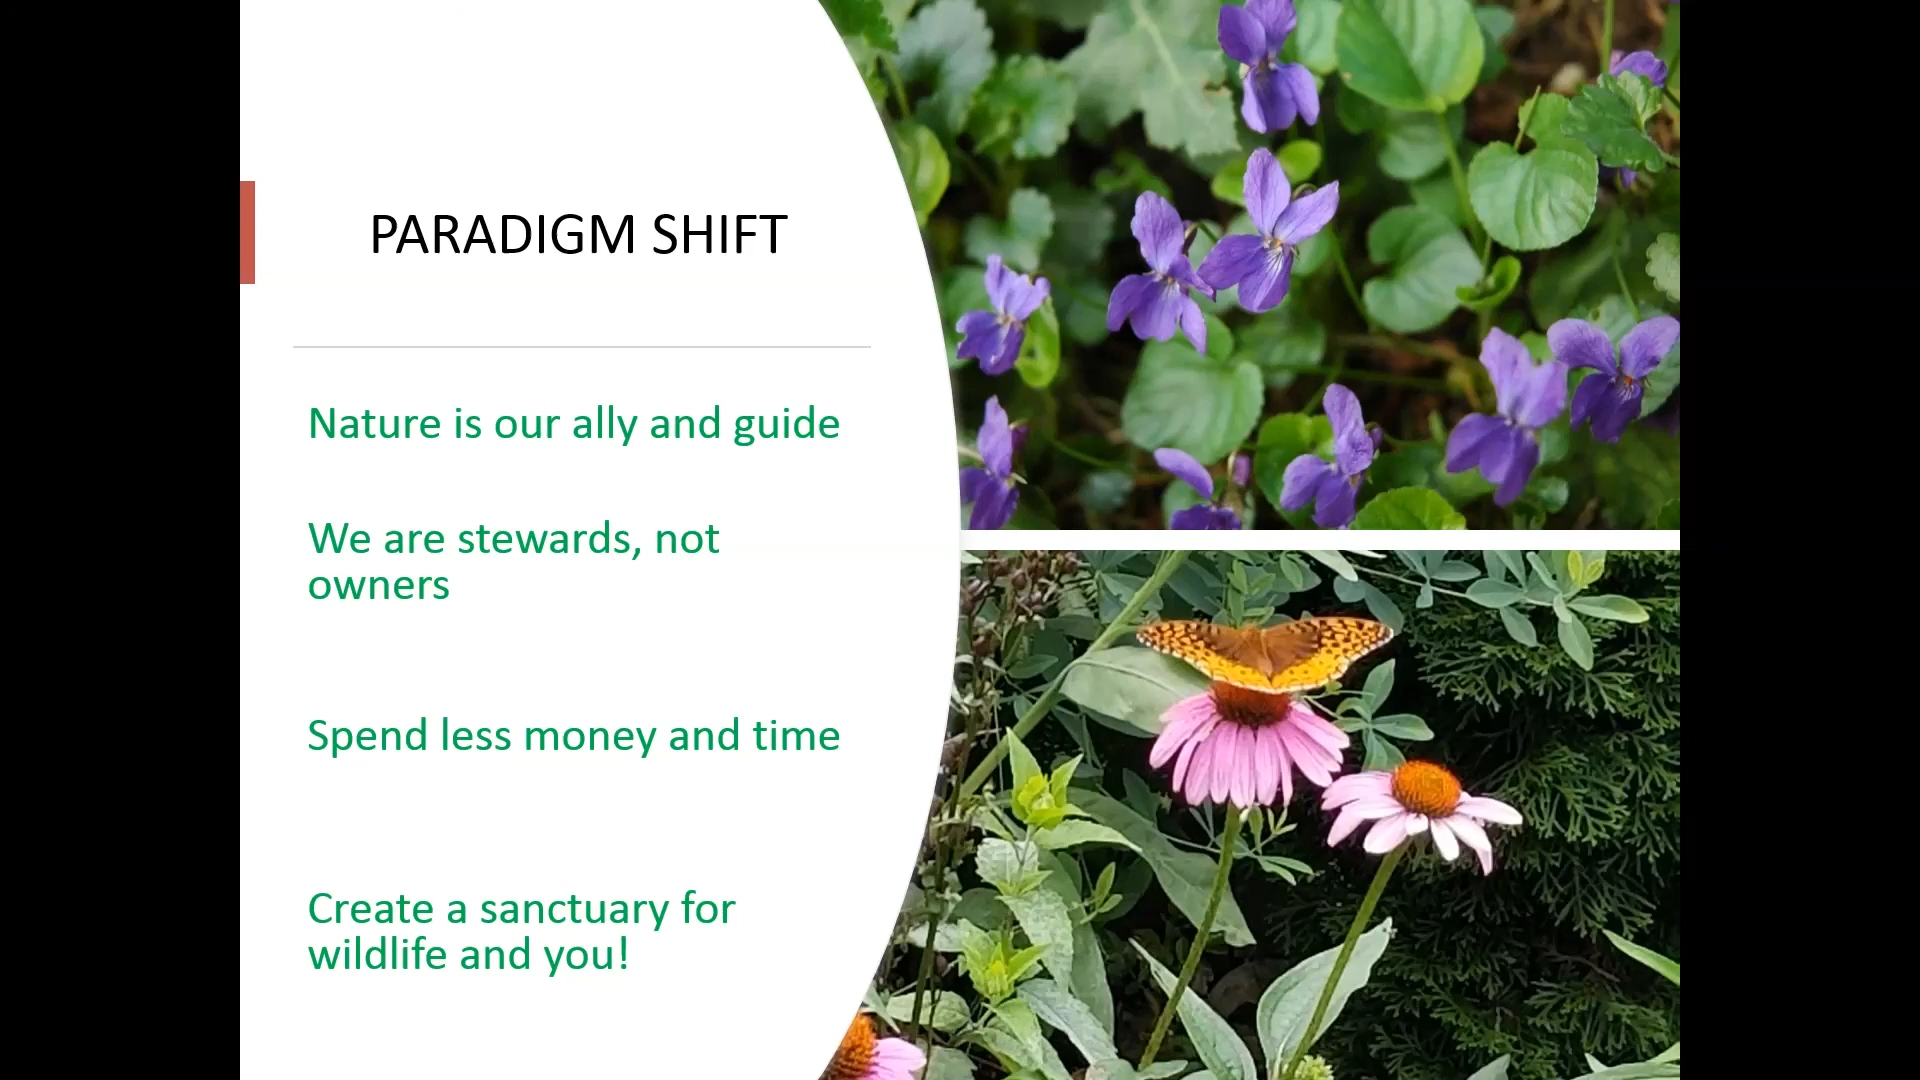 PARADIGM SHIFT
Nature is our ally and guide
We are stewards, not
owners
Spend less money and time
Create a sanctuary for
wildlife and you!